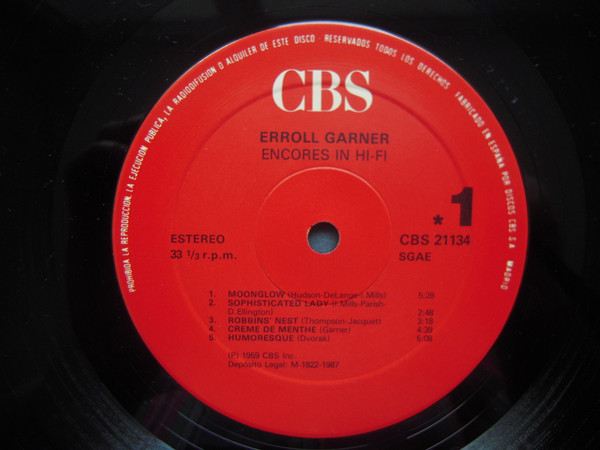 PROHIBIDA LA REPRODUCCION, LA EJECUCION PUBLICA, LA RADIODIFUSION O ALQUILER DE ESTE DISCO - RESERVADOS TODOS LOS DERECHOS - FABRICADO EN ESPAÑA POR DISCOS CBS S.A. MADRID
CBS
ERROLL GARNER
ENCORES IN HI-FI
* 1
ESTEREO CBS 21134
33 1/3 r.p.m. SGAE
1. MOONGLOW (Hudson-DeLange-I.Mills) 5:28
2. SOPHISTICATED LADY (I.Mills-Parish-
D.Ellington) 2:48
3. ROBBINS' NEST (Thompson-Jacquet) 3:18
4. CREME DE MENTHE (Garner) 4:39
5. HUMORESQUE (Dvorak) 5:09
(P) 1959 CBS Inc.
Depósito Legal: M-1822-1987